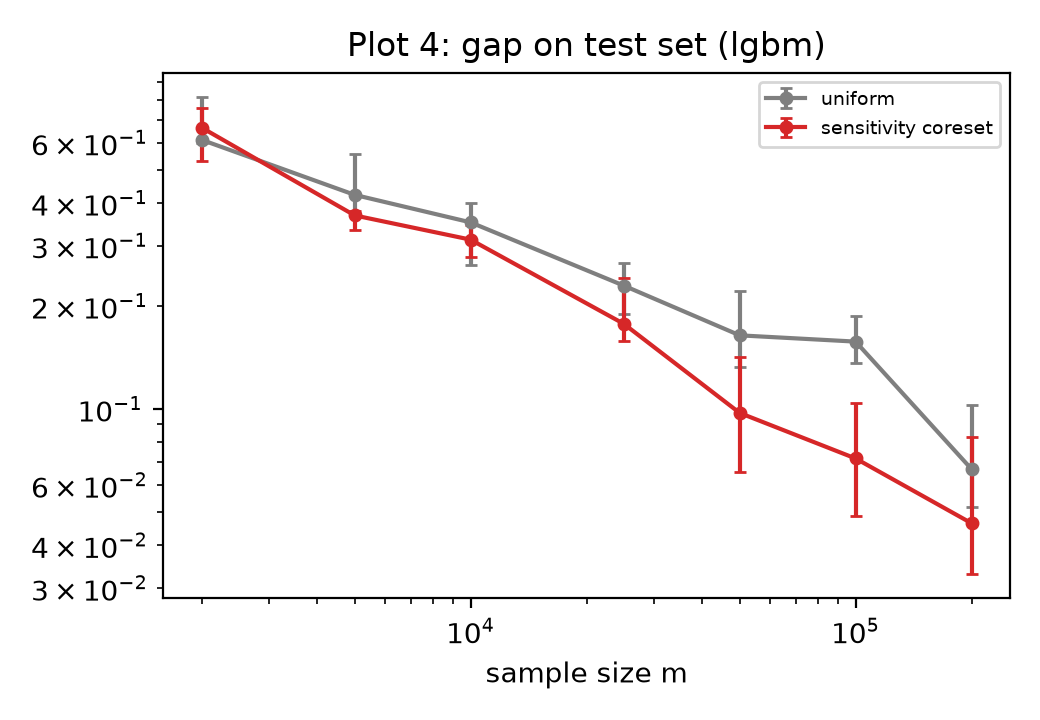 Plot 4: gap on test set (lgbm)
uniform
sensitivity coreset
6 × 10⁻¹
4 × 10⁻¹
3 × 10⁻¹
2 × 10⁻¹
10⁻¹
6 × 10⁻²
4 × 10⁻²
3 × 10⁻²
10⁴ 10⁵
sample size m